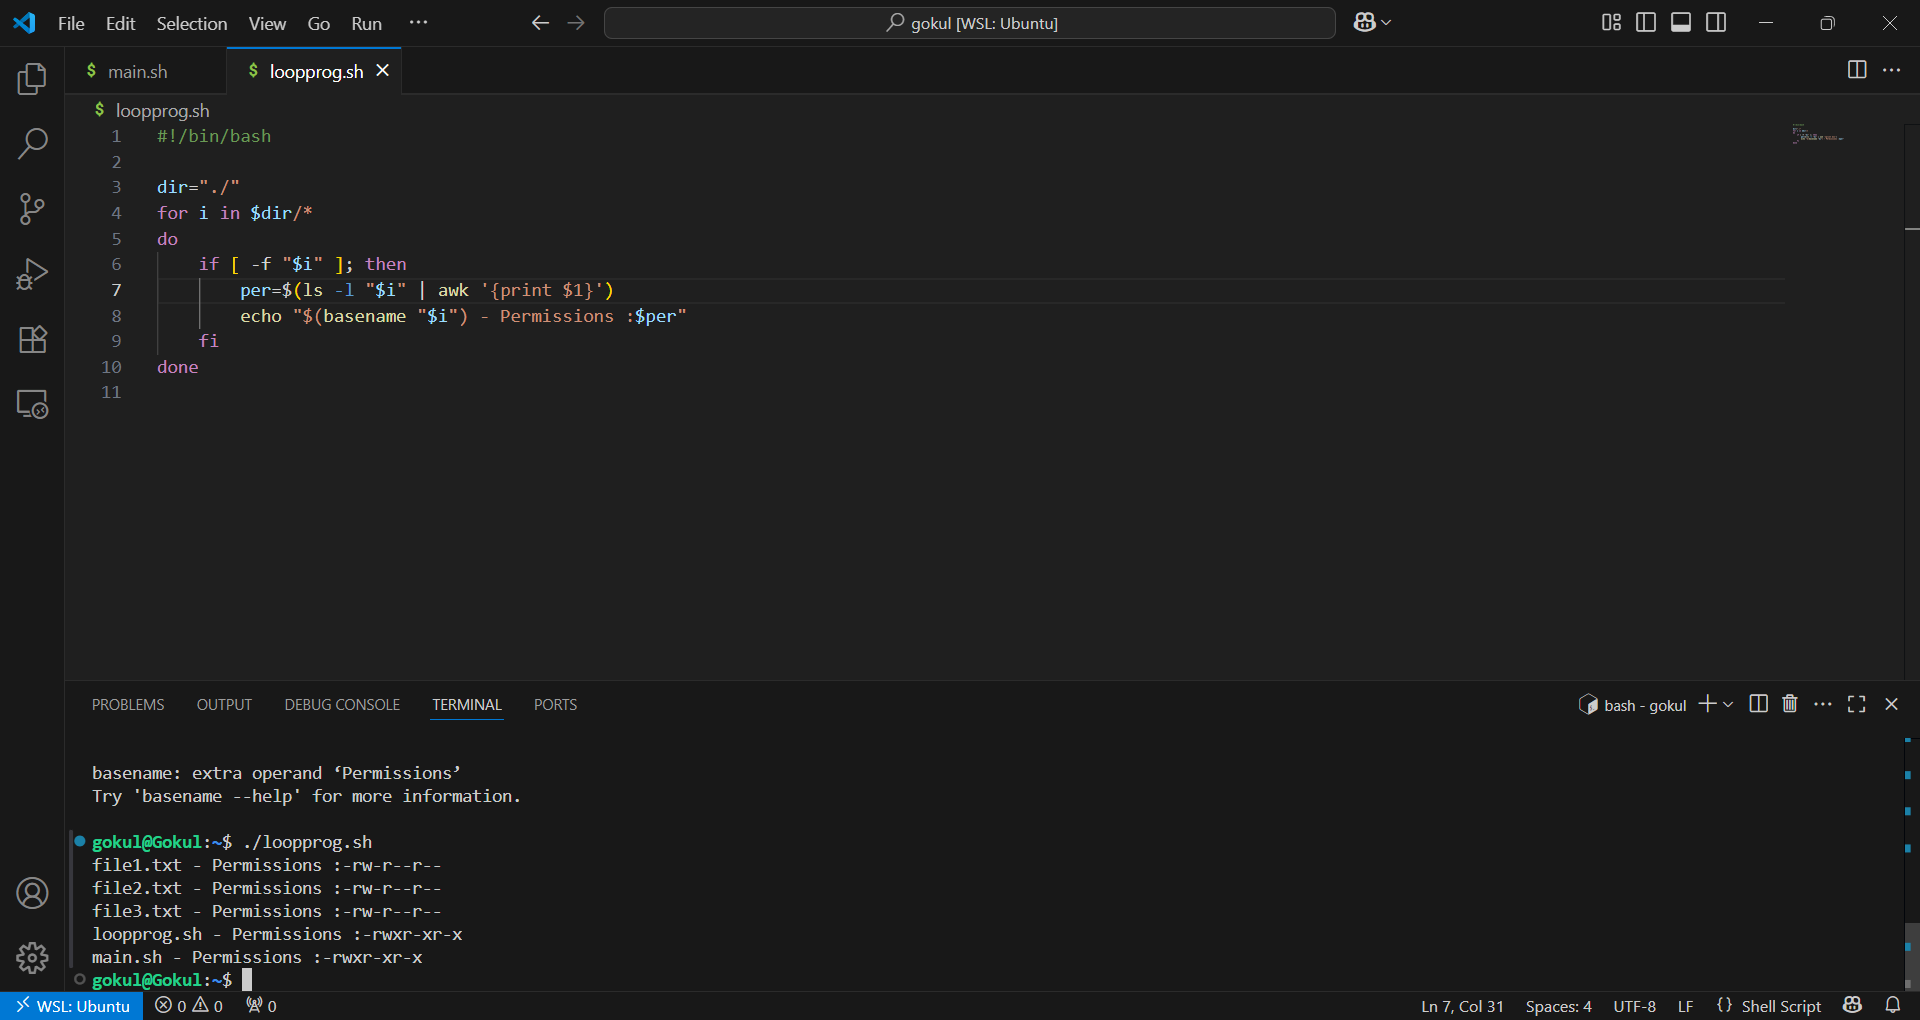 File Edit Selection View Go Run ···
gokul [WSL: Ubuntu]
$ main.sh
$ loopprog.sh
$ loopprog.sh
1 #!/bin/bash
2
3 dir="./"
4 for i in $dir/*
5 do
6     if [ -f "$i" ]; then
7         per=$(ls -l "$i" | awk '{print $1}')
8         echo "$(basename "$i") - Permissions :$per"
9     fi
10 done
11
PROBLEMS OUTPUT DEBUG CONSOLE TERMINAL PORTS
bash - gokul
basename: extra operand ‘Permissions’
Try 'basename --help' for more information.
gokul@Gokul:~$ ./loopprog.sh
file1.txt - Permissions :-rw-r--r--
file2.txt - Permissions :-rw-r--r--
file3.txt - Permissions :-rw-r--r--
loopprog.sh - Permissions :-rwxr-xr-x
main.sh - Permissions :-rwxr-xr-x
gokul@Gokul:~$
WSL: Ubuntu 0 0 0 Ln 7, Col 31 Spaces: 4 UTF-8 LF {} Shell Script